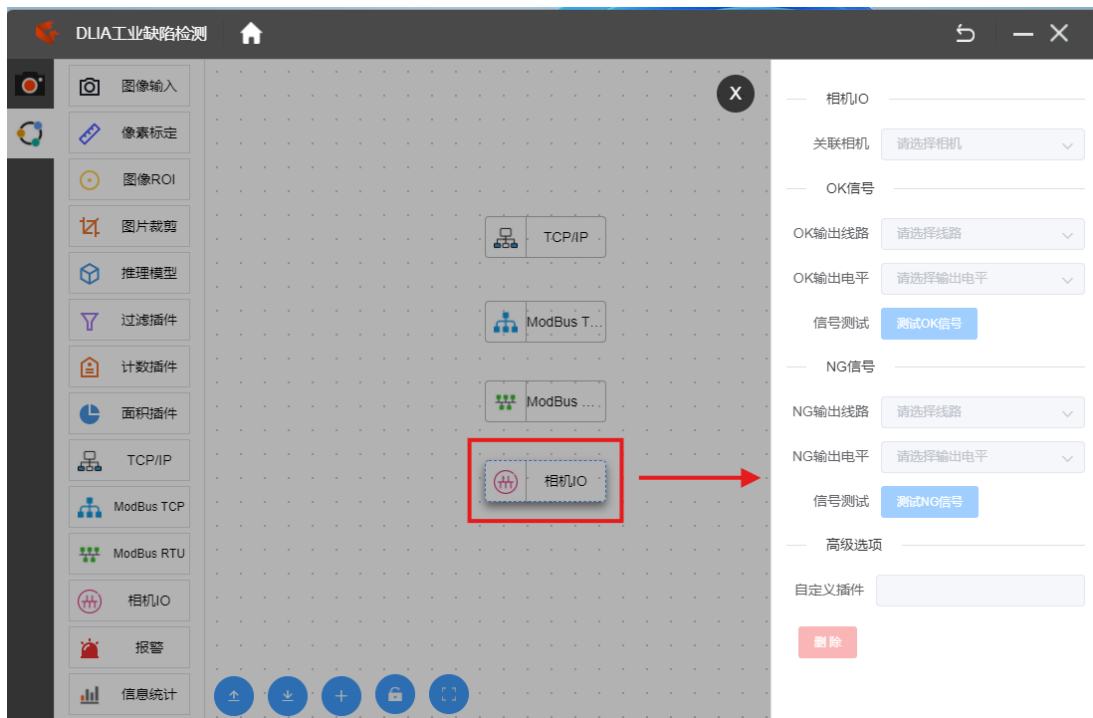 DLIA工业缺陷检测
图像输入
像素标定
图像ROI
图片裁剪
推理模型
过滤插件
计数插件
面积插件
TCP/IP
ModBus TCP
ModBus RTU
相机IO
报警
信息统计
TCP/IP
ModBus T...
ModBus ...
相机IO
X
相机IO
关联相机 请选择相机
OK信号
OK输出线路 请选择线路
OK输出电平 请选择输出电平
信号测试 测试OK信号
NG信号
NG输出线路 请选择线路
NG输出电平 请选择输出电平
信号测试 测试NG信号
高级选项
自定义插件
删除